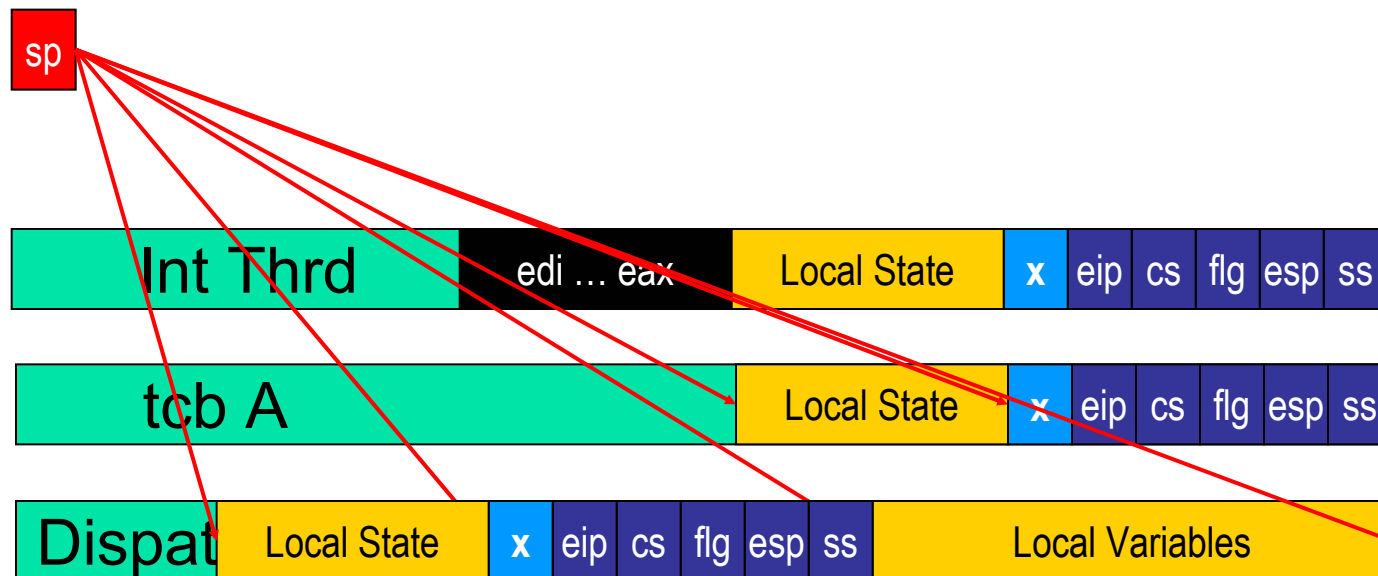 sp
Int Thrd edi ... eax Local State x eip cs flg esp ss
tcb A Local State x eip cs flg esp ss
Dispat Local State x eip cs flg esp ss Local Variables